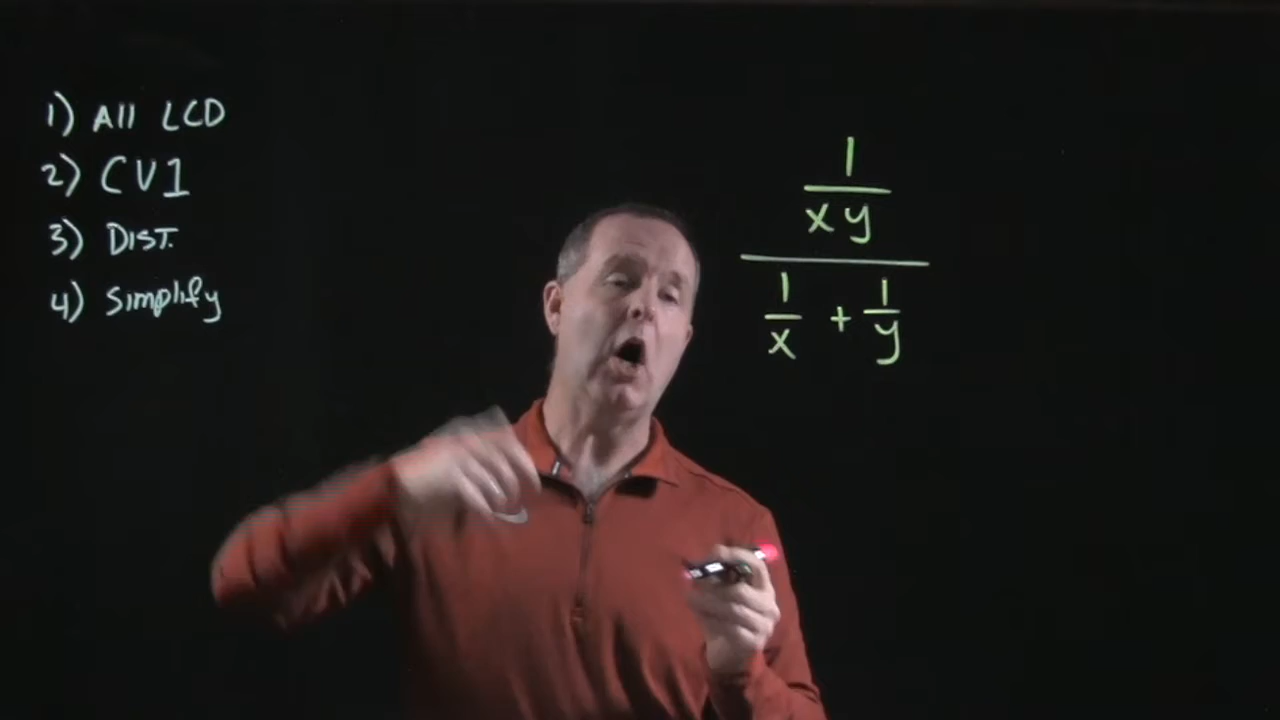 1) All LCD
2) CV1
3) DIST.
4) Simplify
1
xy
1 + 1
x y